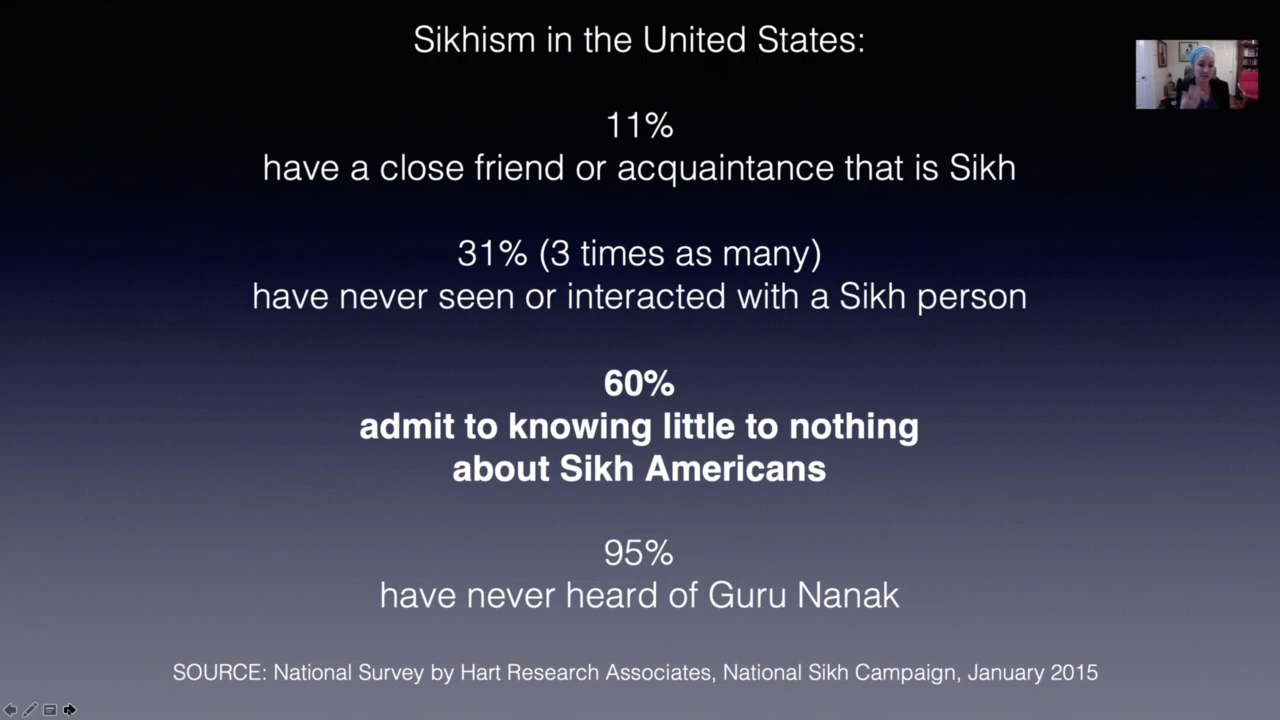 Sikhism in the United States:
11%
have a close friend or acquaintance that is Sikh
31% (3 times as many)
have never seen or interacted with a Sikh person
60%
admit to knowing little to nothing
about Sikh Americans
95%
have never heard of Guru Nanak
SOURCE: National Survey by Hart Research Associates, National Sikh Campaign, January 2015